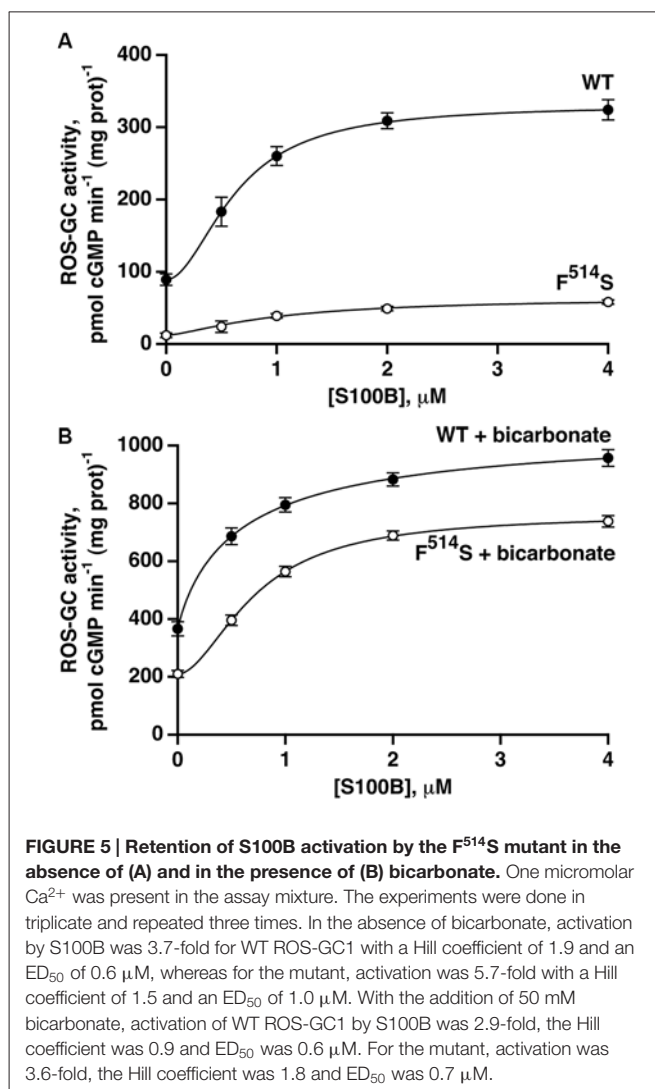 A
WT
400
300
200
100
0
ROS-GC activity,
pmol cGMP min⁻¹ (mg prot)⁻¹
F⁵¹⁴S
0 1 2 3 4
[S100B], μM
B
WT + bicarbonate
1000
800
600
400
200
0
ROS-GC activity,
pmol cGMP min⁻¹ (mg prot)⁻¹
F⁵¹⁴S + bicarbonate
0 1 2 3 4
[S100B], μM
FIGURE 5 | Retention of S100B activation by the F⁵¹⁴S mutant in the
absence of (A) and in the presence of (B) bicarbonate. One micromolar
Ca²⁺ was present in the assay mixture. The experiments were done in
triplicate and repeated three times. In the absence of bicarbonate, activation
by S100B was 3.7-fold for WT ROS-GC1 with a Hill coefficient of 1.9 and an
ED₅₀ of 0.6 μM, whereas for the mutant, activation was 5.7-fold with a Hill
coefficient of 1.5 and an ED₅₀ of 1.0 μM. With the addition of 50 mM
bicarbonate, activation of WT ROS-GC1 by S100B was 2.9-fold, the Hill
coefficient was 0.9 and ED₅₀ was 0.6 μM. For the mutant, activation was
3.6-fold, the Hill coefficient was 1.8 and ED₅₀ was 0.7 μM.